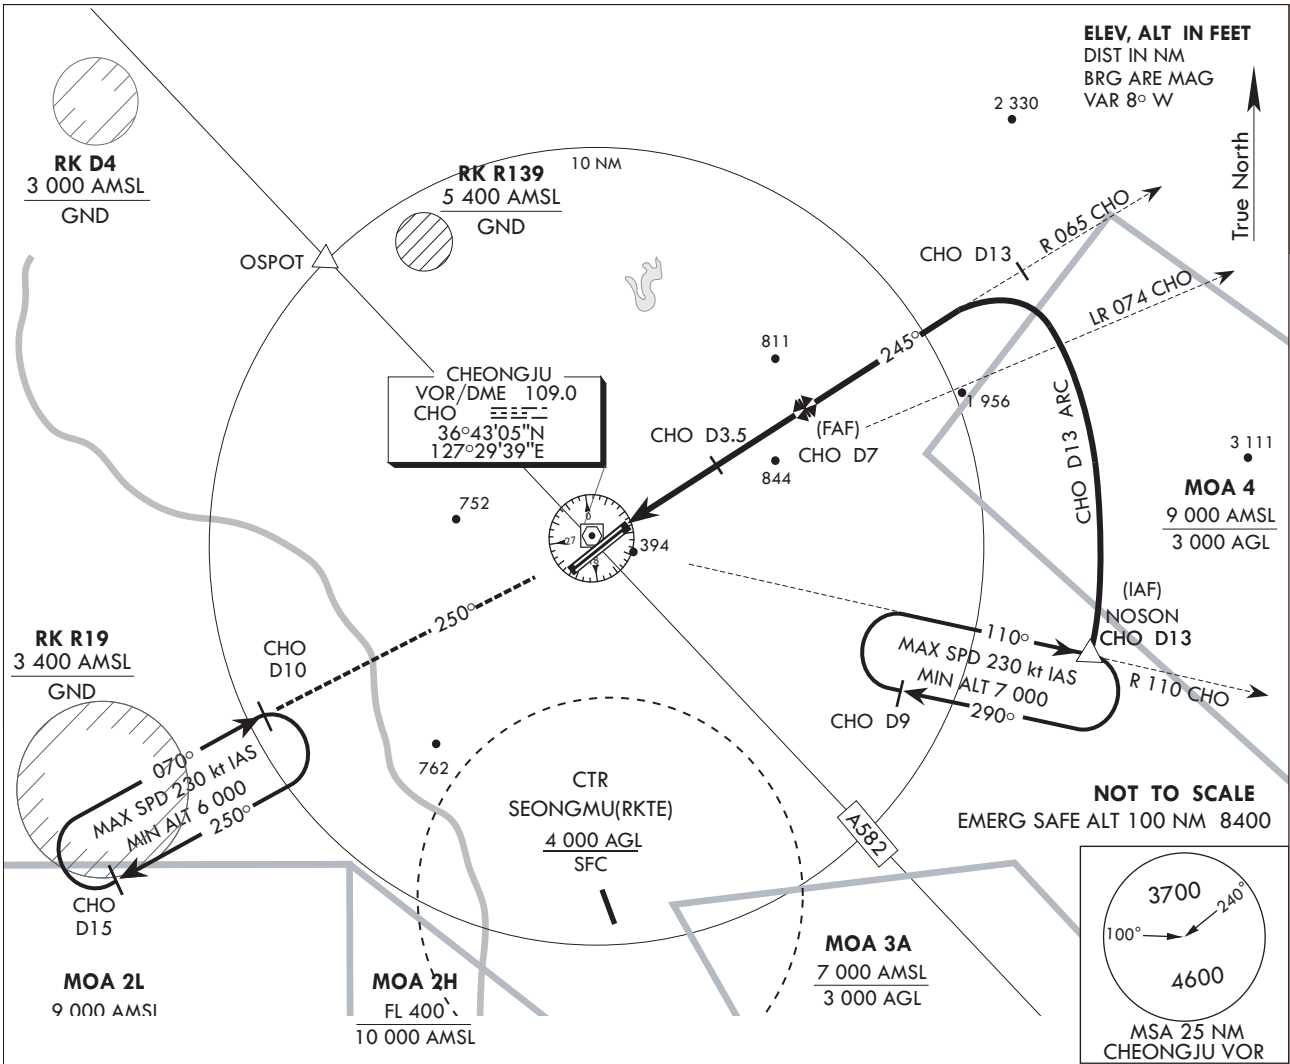 ELEV, ALT IN FEET
DIST IN NM
BRG ARE MAG
VAR 8° W
True North
2 330
RK D4
3 000 AMSL
GND
RK R139
5 400 AMSL
GND
10 NM
OSPOT
CHO D13
R 065 CHO
LR 074 CHO
245°
811
1 956
CHEONGJU
VOR/DME 109.0
CHO
36°43'05"N
127°29'39"E
CHO D3.5
(FAF)
CHO D7
844
CHO D13 ARC
3 111
MOA 4
9 000 AMSL
3 000 AGL
752
0
27
18
394
(IAF)
NOSON
CHO D13
110°
MAX SPD 230 kt IAS
MIN ALT 7 000
290°
R 110 CHO
CHO D9
250°
RK R19
3 400 AMSL
GND
CHO
D10
070°
MAX SPD 230 kt IAS
MIN ALT 6 000
250°
CHO
D15
762
CTR
SEONGMU(RKTE)
4 000 AGL
SFC
A582
NOT TO SCALE
EMERG SAFE ALT 100 NM 8400
MOA 2L
9 000 AMSL
MOA 2H
FL 400
10 000 AMSL
MOA 3A
7 000 AMSL
3 000 AGL
3700
240°
100°
4600
MSA 25 NM
CHEONGJU VOR